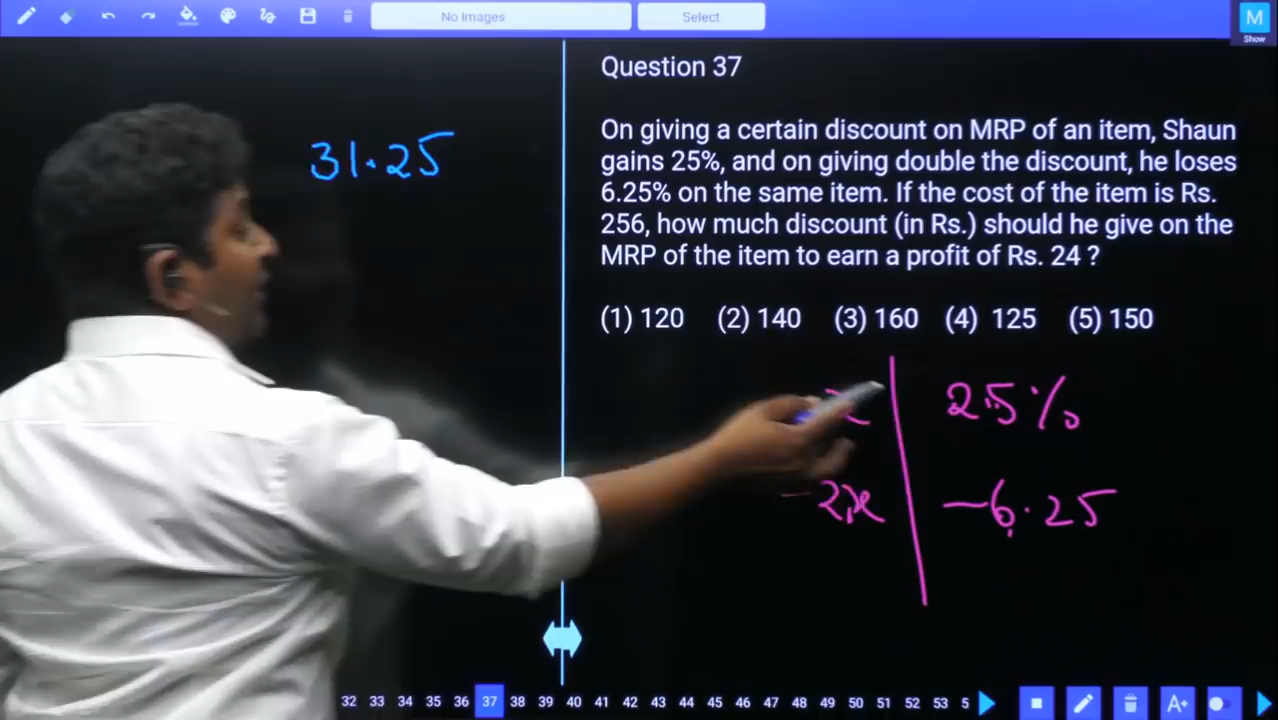 No Images
Select
M
Show
31.25
Question 37
On giving a certain discount on MRP of an item, Shaun
gains 25%, and on giving double the discount, he loses
6.25% on the same item. If the cost of the item is Rs.
256, how much discount (in Rs.) should he give on the
MRP of the item to earn a profit of Rs. 24 ?
(1) 120 (2) 140 (3) 160 (4) 125 (5) 150
25%
-2x -6.25
32 33 34 35 36 37 38 39 40 41 42 43 44 45 46 47 48 49 50 51 52 53 5
A+